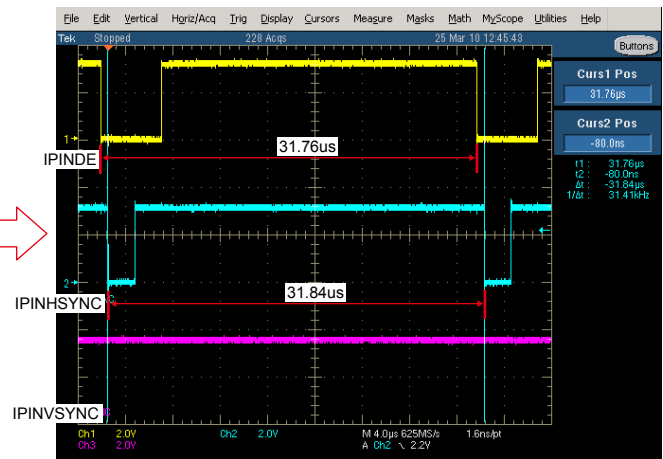 File Edit Vertical Horiz/Acq Trig Display Cursors Measure Masks Math MyScope Utilities Help
Tek Stopped 228 Acqs 25 Mar 10 12:45:43
Buttons
Curs1 Pos
31.76µs
Curs2 Pos
-80.0ns
t1 : 31.76µs
t2 : -80.0ns
Δt : -31.84µs
1/Δt : 31.41kHz
1
31.76us
IPINDE
2
31.84us
IPINHSYNC
IPINVSYNC
Ch1 2.0V Ch2 2.0V M 4.0µs 625MS/s 1.6ns/pt
Ch3 2.0V A Ch2 2.2V